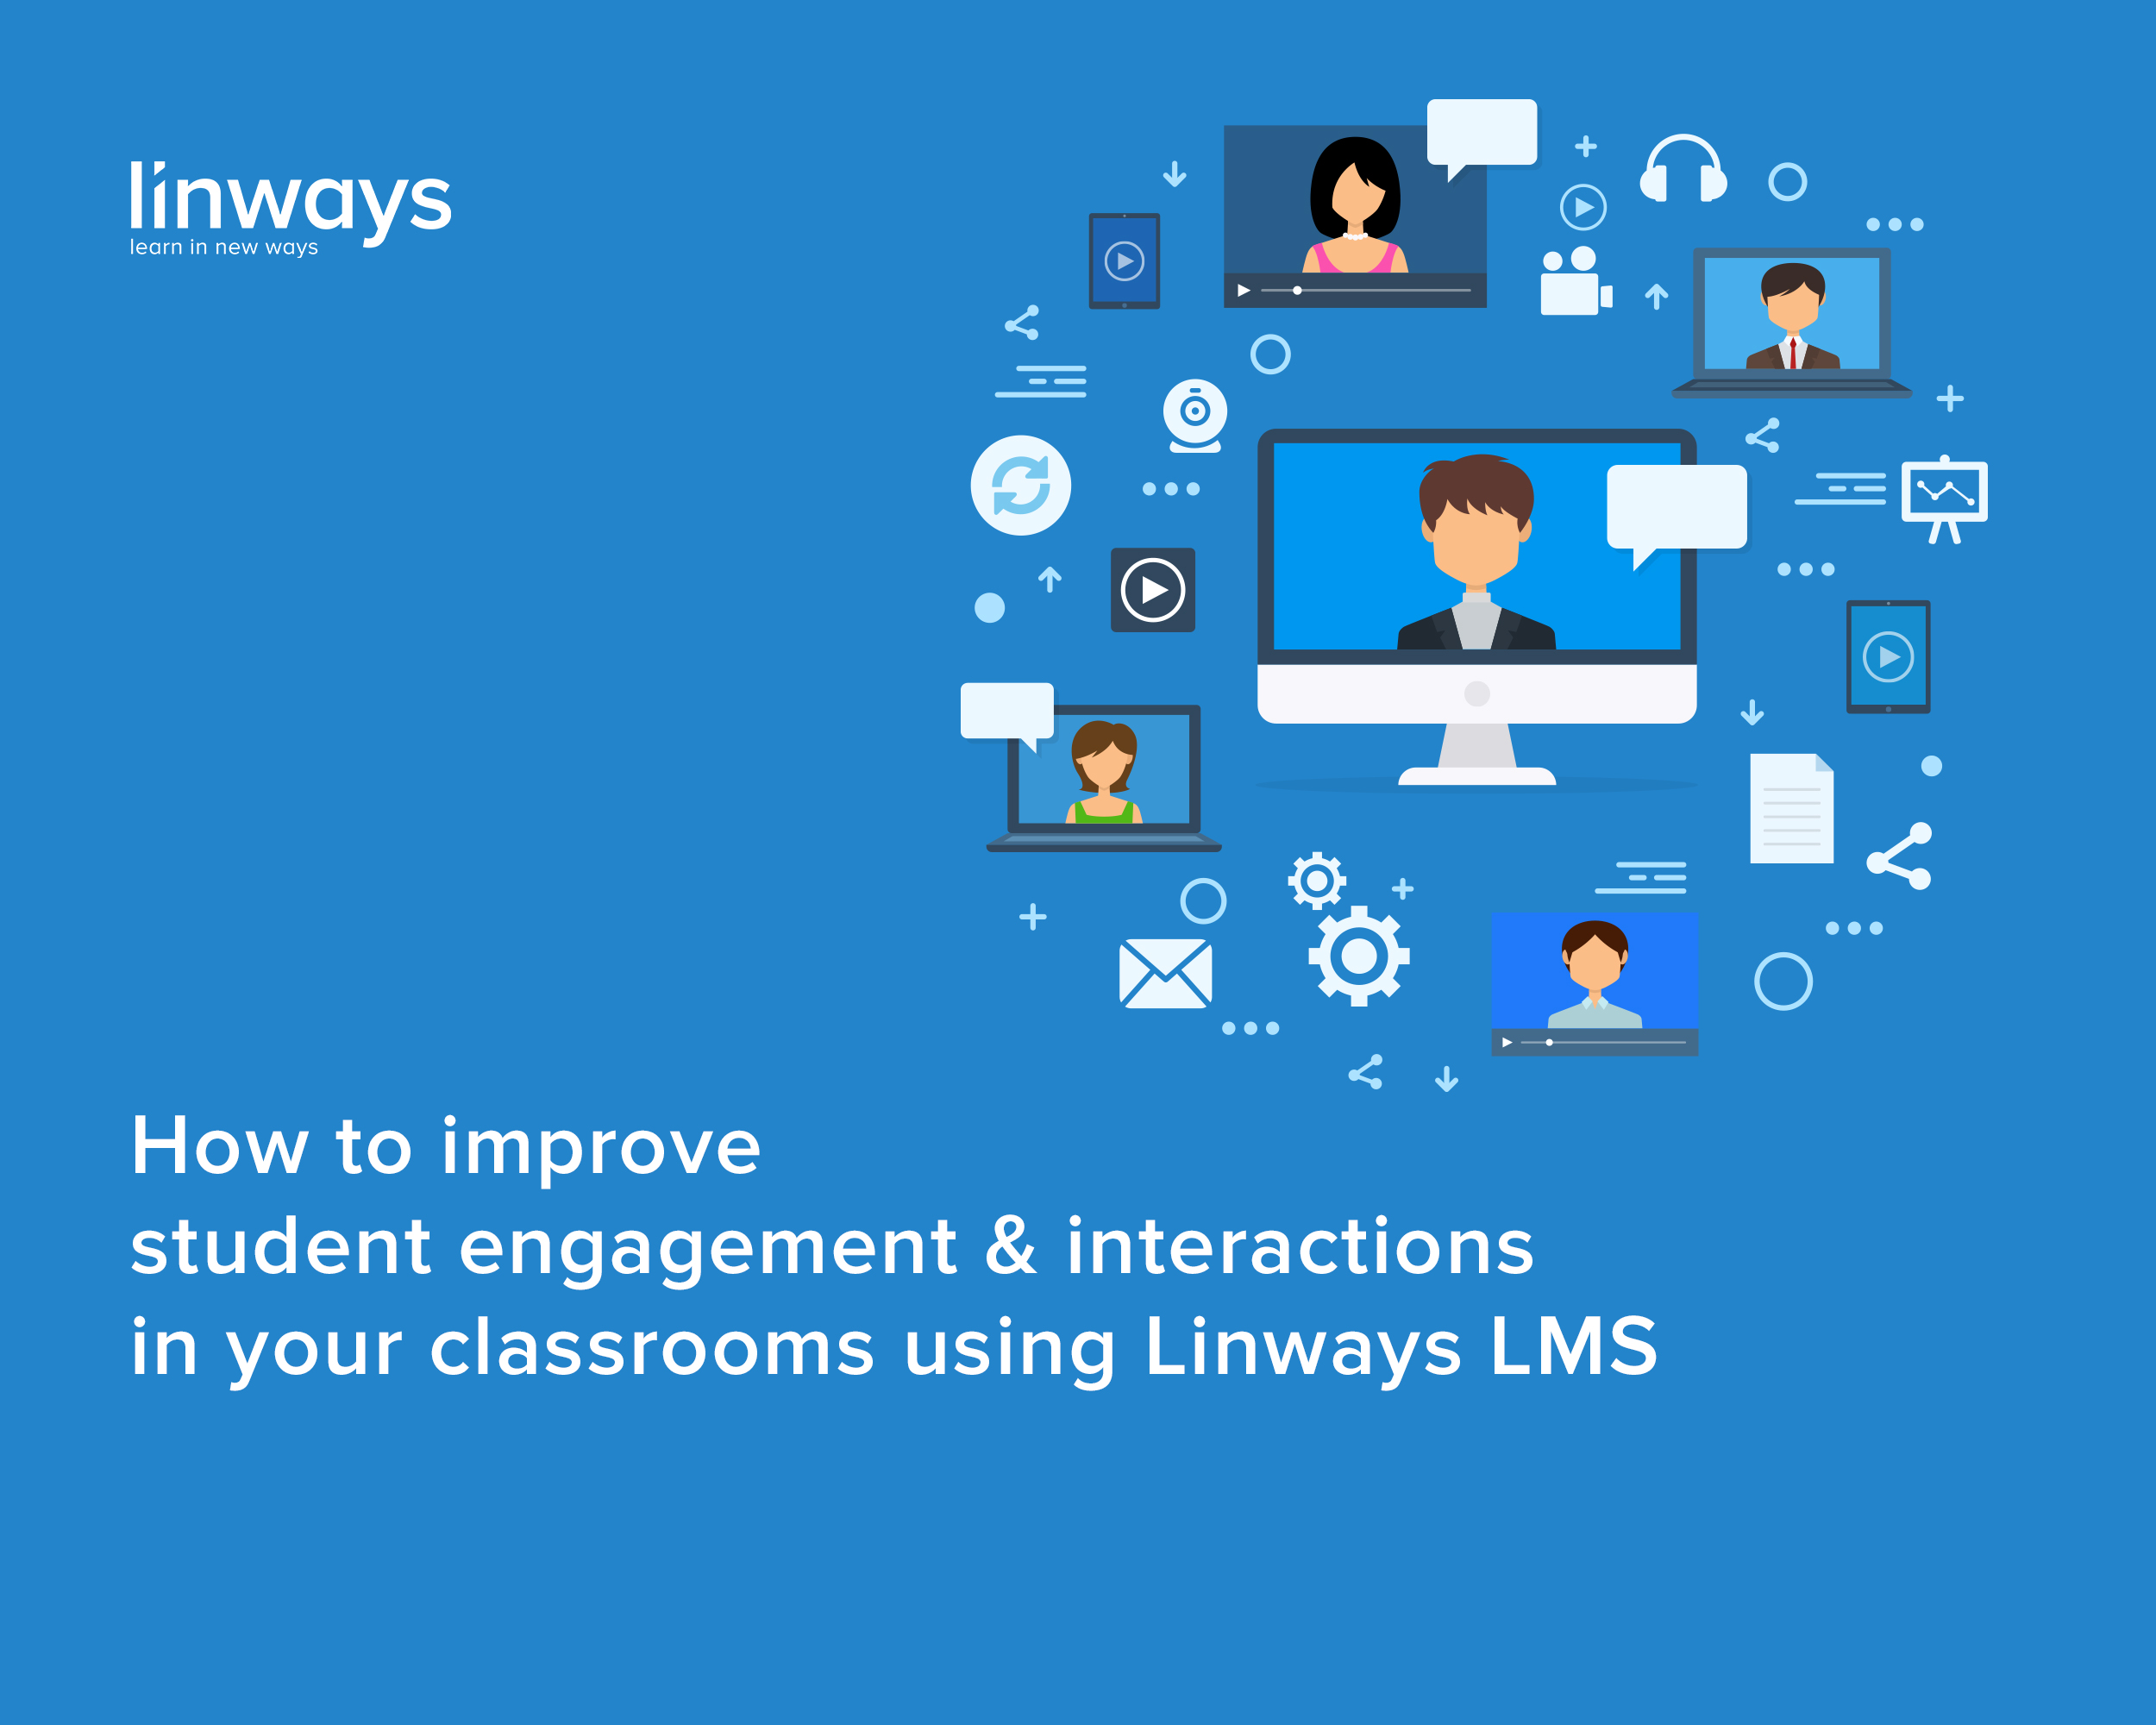 linways
learn in new ways
How to improve
student engagement & interactions
in your classrooms using Linways LMS